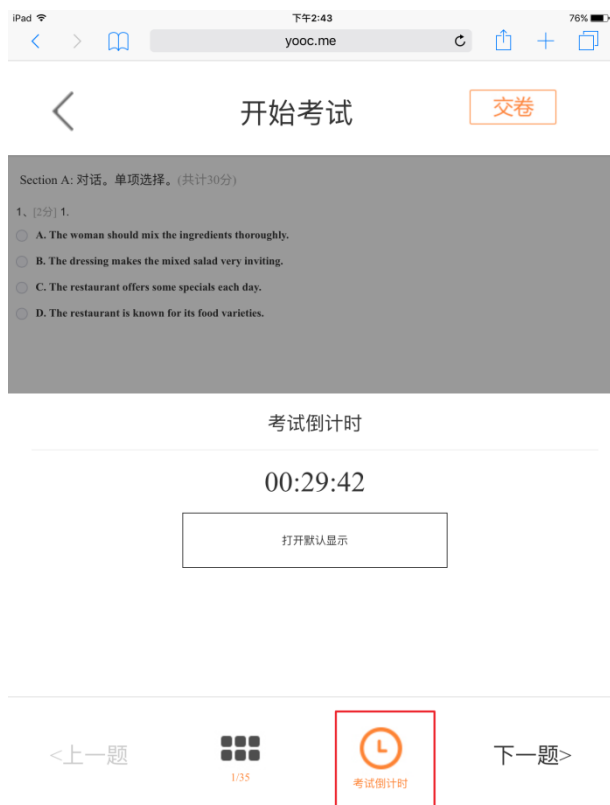 iPad 下午2:43 76%
yooc.me
开始考试 交卷
Section A: 对话。单项选择。(共计30分)
1、[2分] 1.
A. The woman should mix the ingredients thoroughly.
B. The dressing makes the mixed salad very inviting.
C. The restaurant offers some specials each day.
D. The restaurant is known for its food varieties.
考试倒计时
00:29:42
打开默认显示
<上一题 下一题>
1/35 考试倒计时